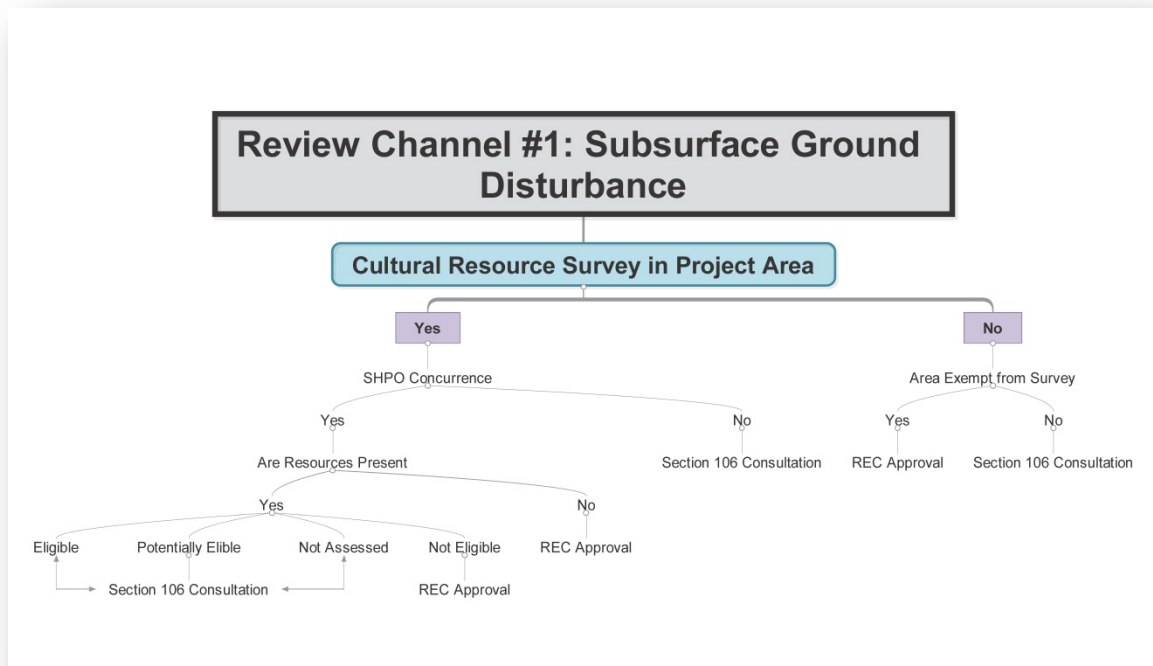 Review Channel #1: Subsurface Ground
Disturbance
Cultural Resource Survey in Project Area
Yes
No
SHPO Concurrence
Area Exempt from Survey
Yes
No
Yes
No
Are Resources Present
Section 106 Consultation
REC Approval
Section 106 Consultation
Yes
No
Eligible
Potentially Elible
Not Assessed
Not Eligible
REC Approval
Section 106 Consultation
REC Approval